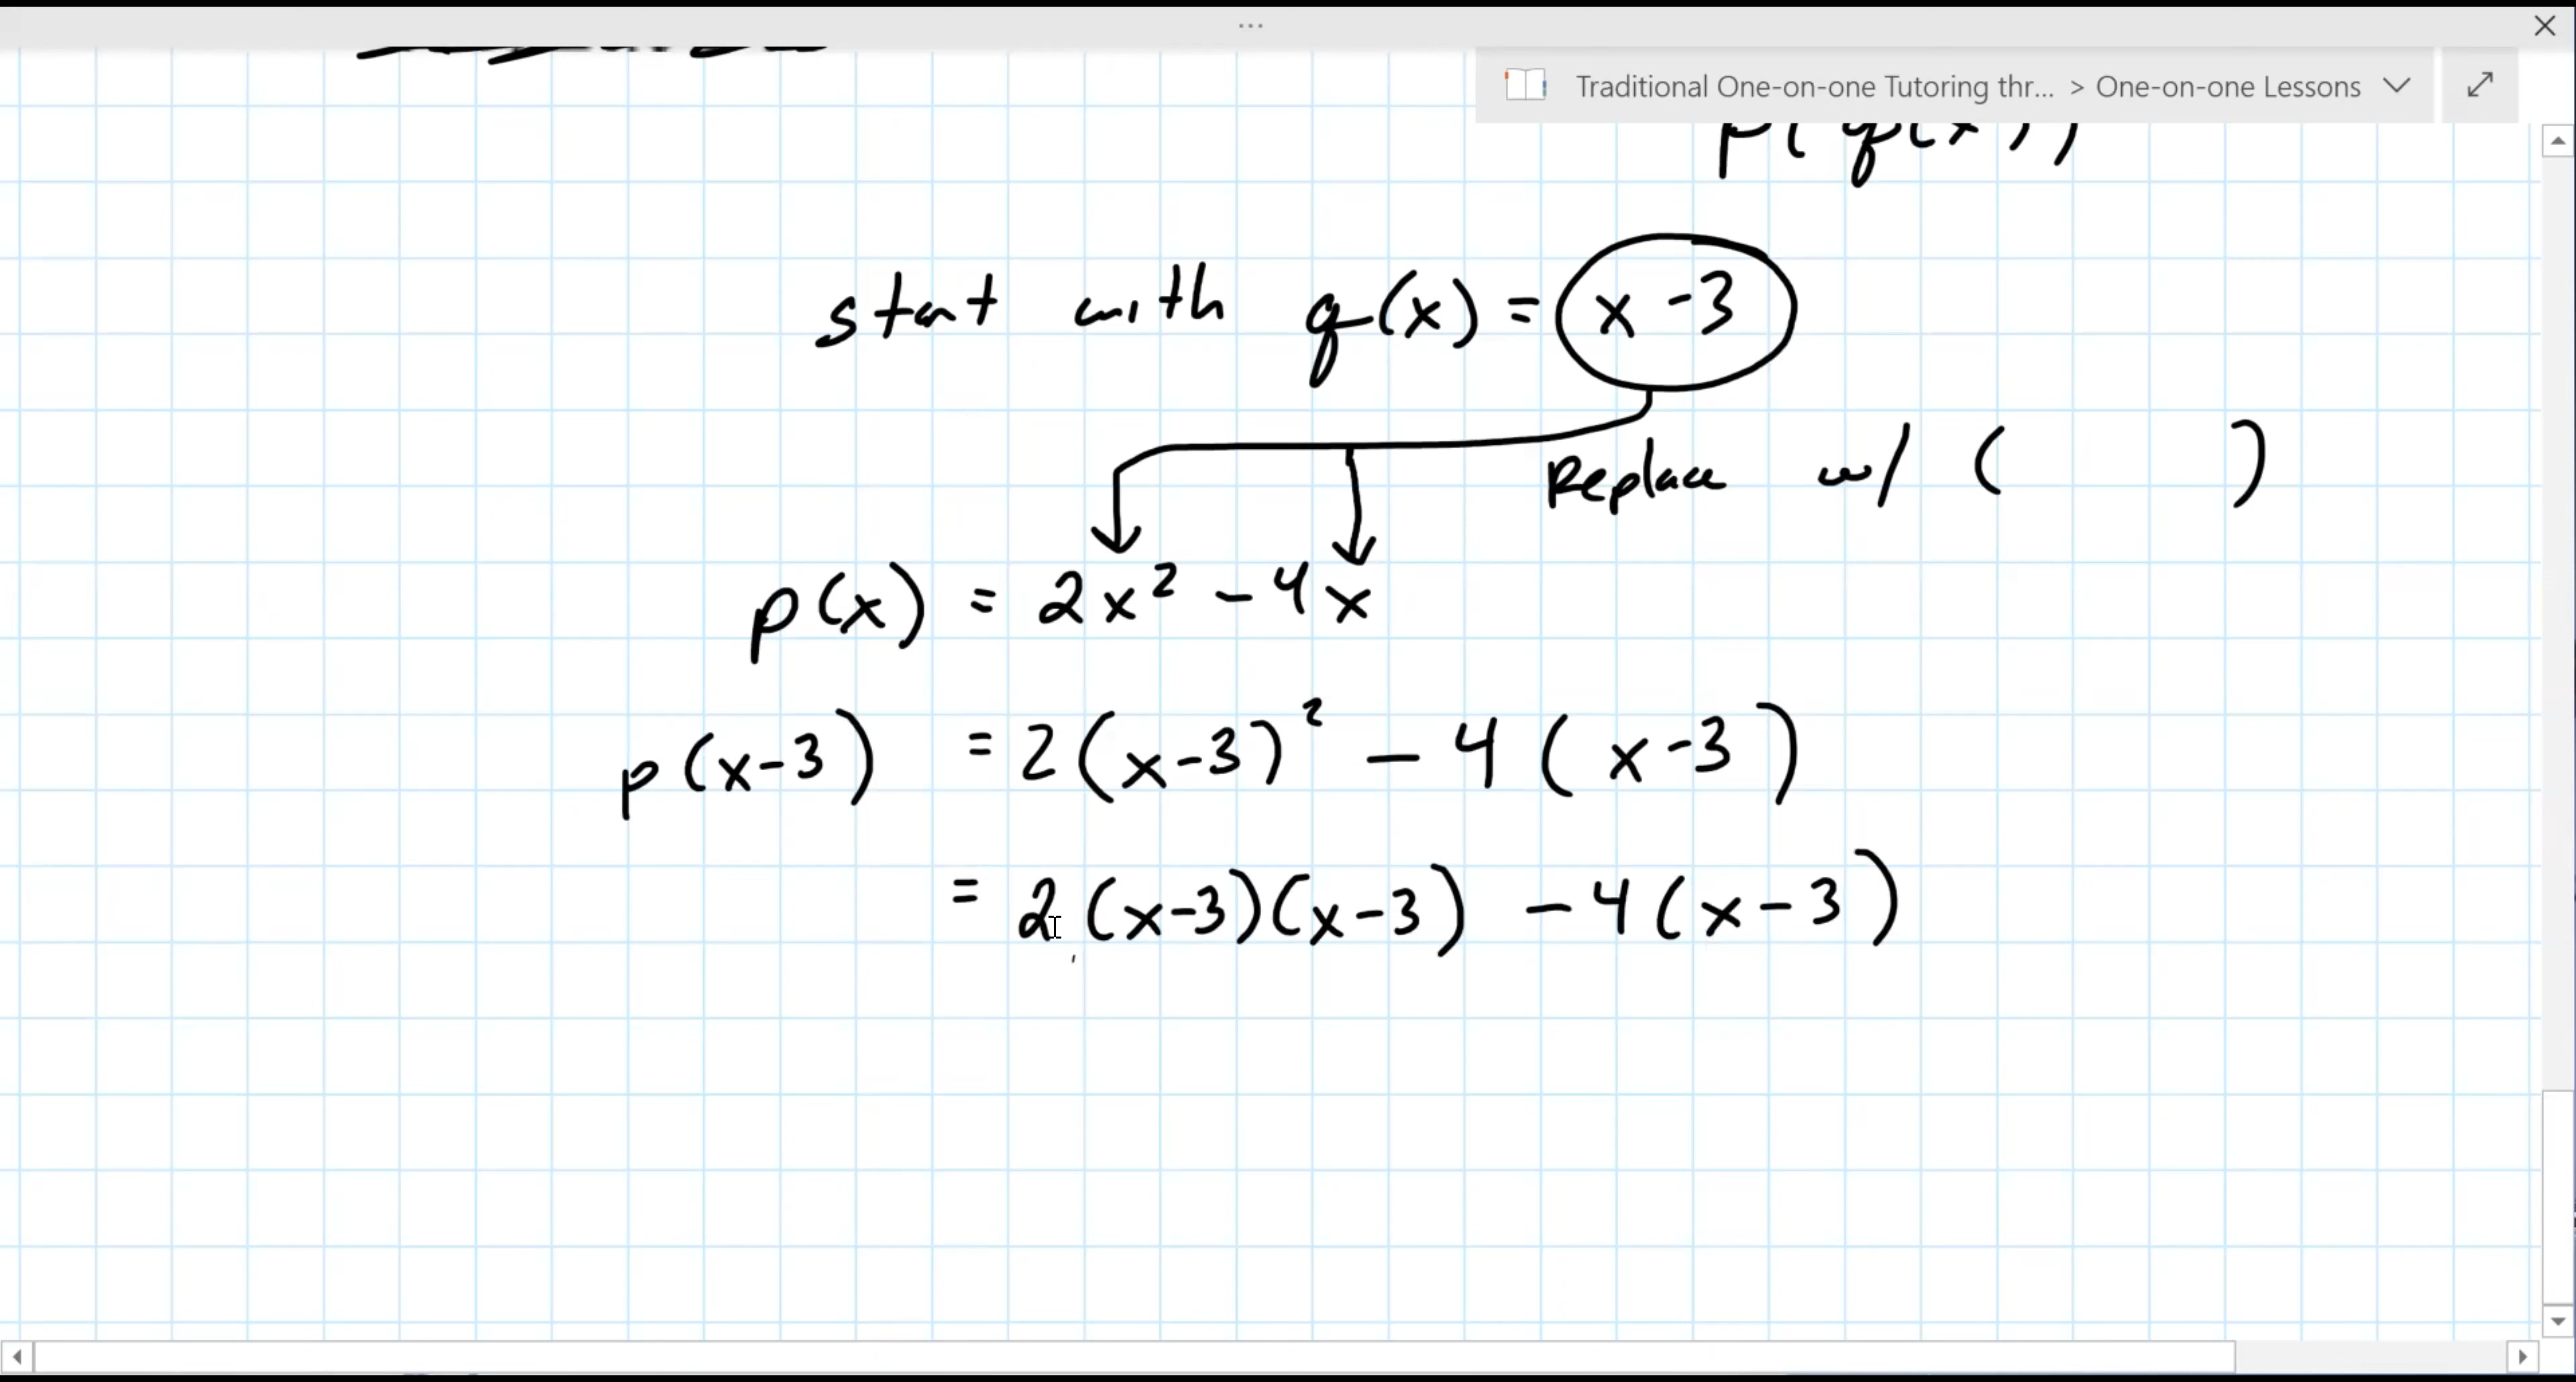 Traditional One-on-one Tutoring thr... > One-on-one Lessons
p(q(x))
start with q(x) = x -3
Replace w/ ( )
p(x) = 2x² - 4x
p(x-3) = 2(x-3)² - 4(x-3)
= 2(x-3)(x-3) - 4(x-3)